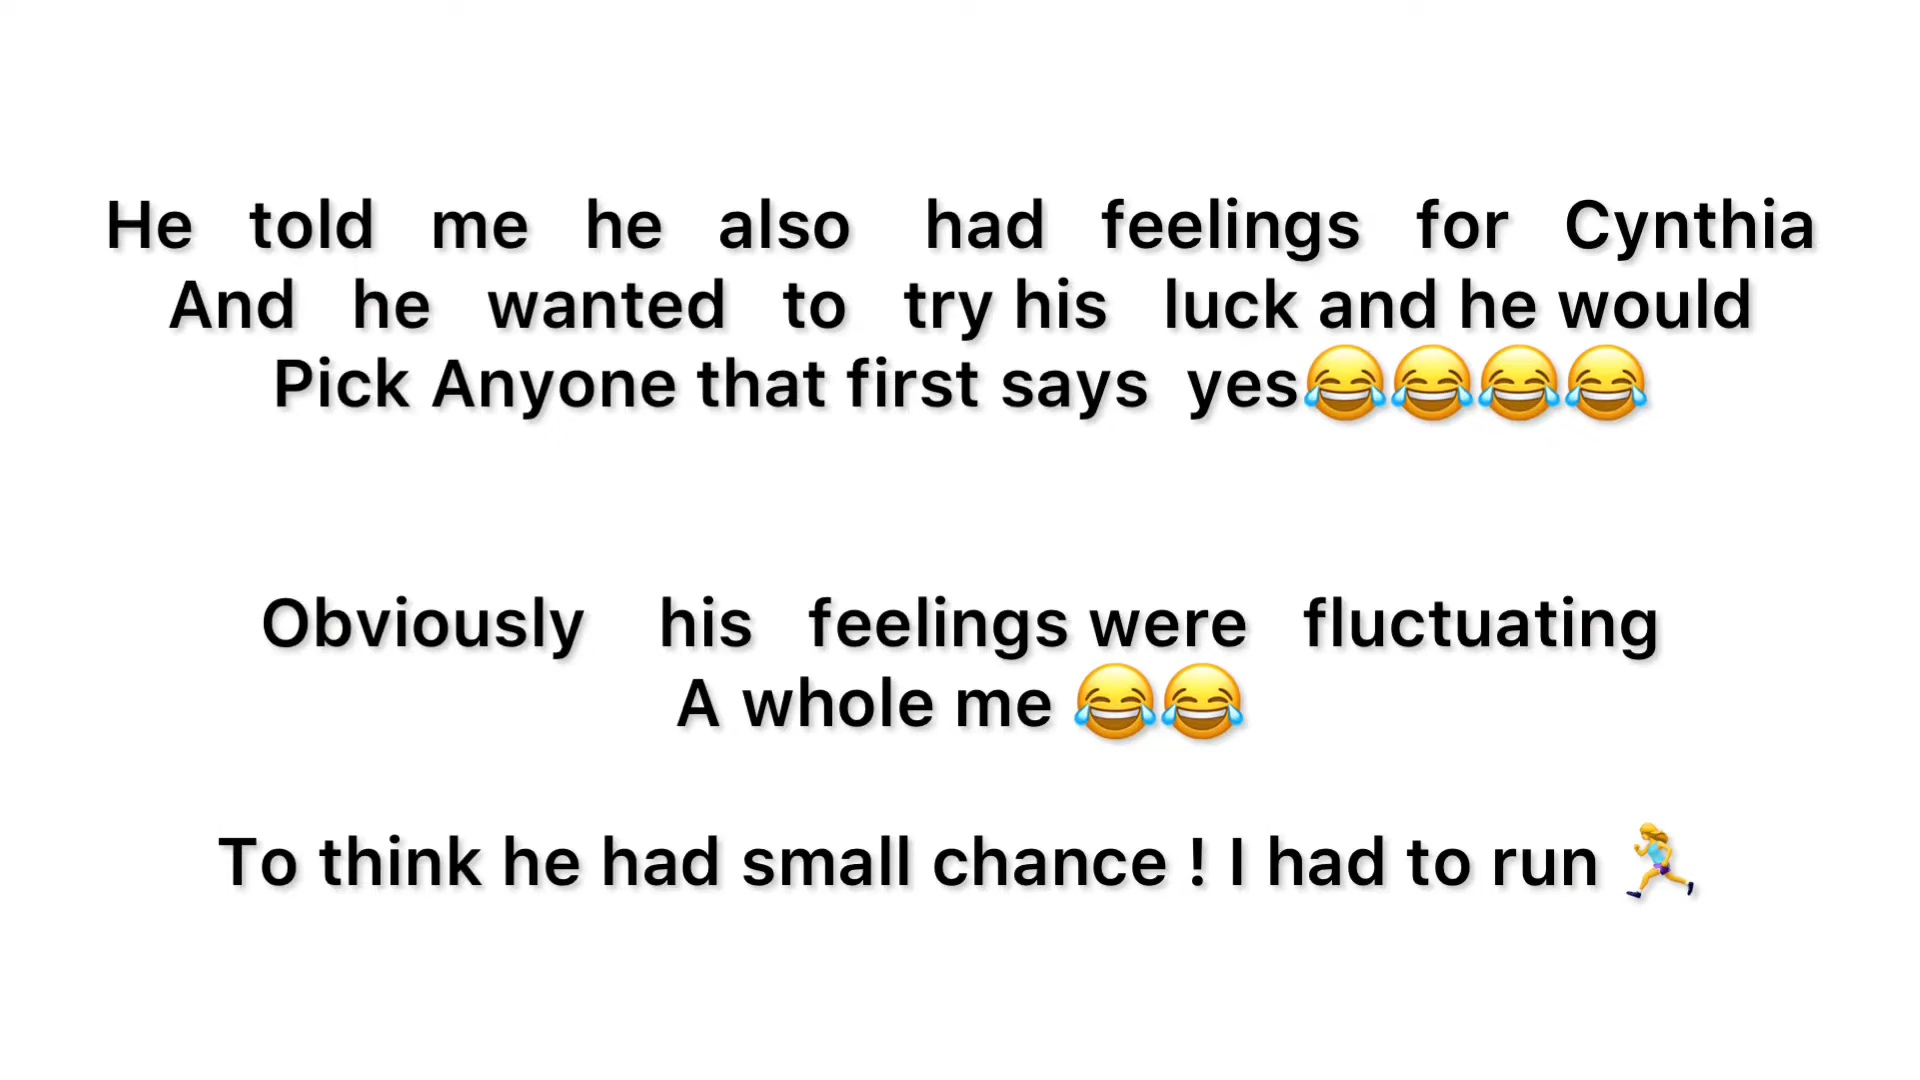 He told me he also had feelings for Cynthia
And he wanted to try his luck and he would
Pick Anyone that first says yes😂😂😂😂
Obviously his feelings were fluctuating
A whole me 😂😂
To think he had small chance ! I had to run 🏃‍♀️